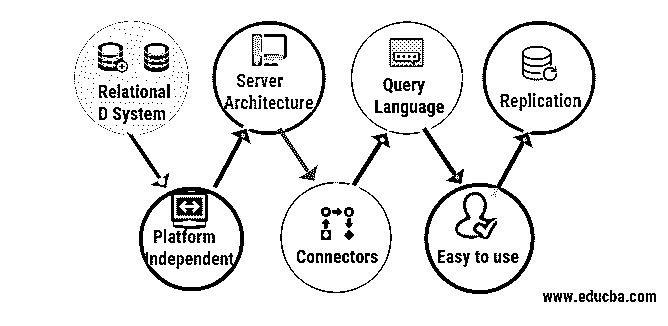 Relational
D System
Server
Architecture
Query
Language
Replication
Platform
Independent
Connectors
Easy to use
www.educba.com